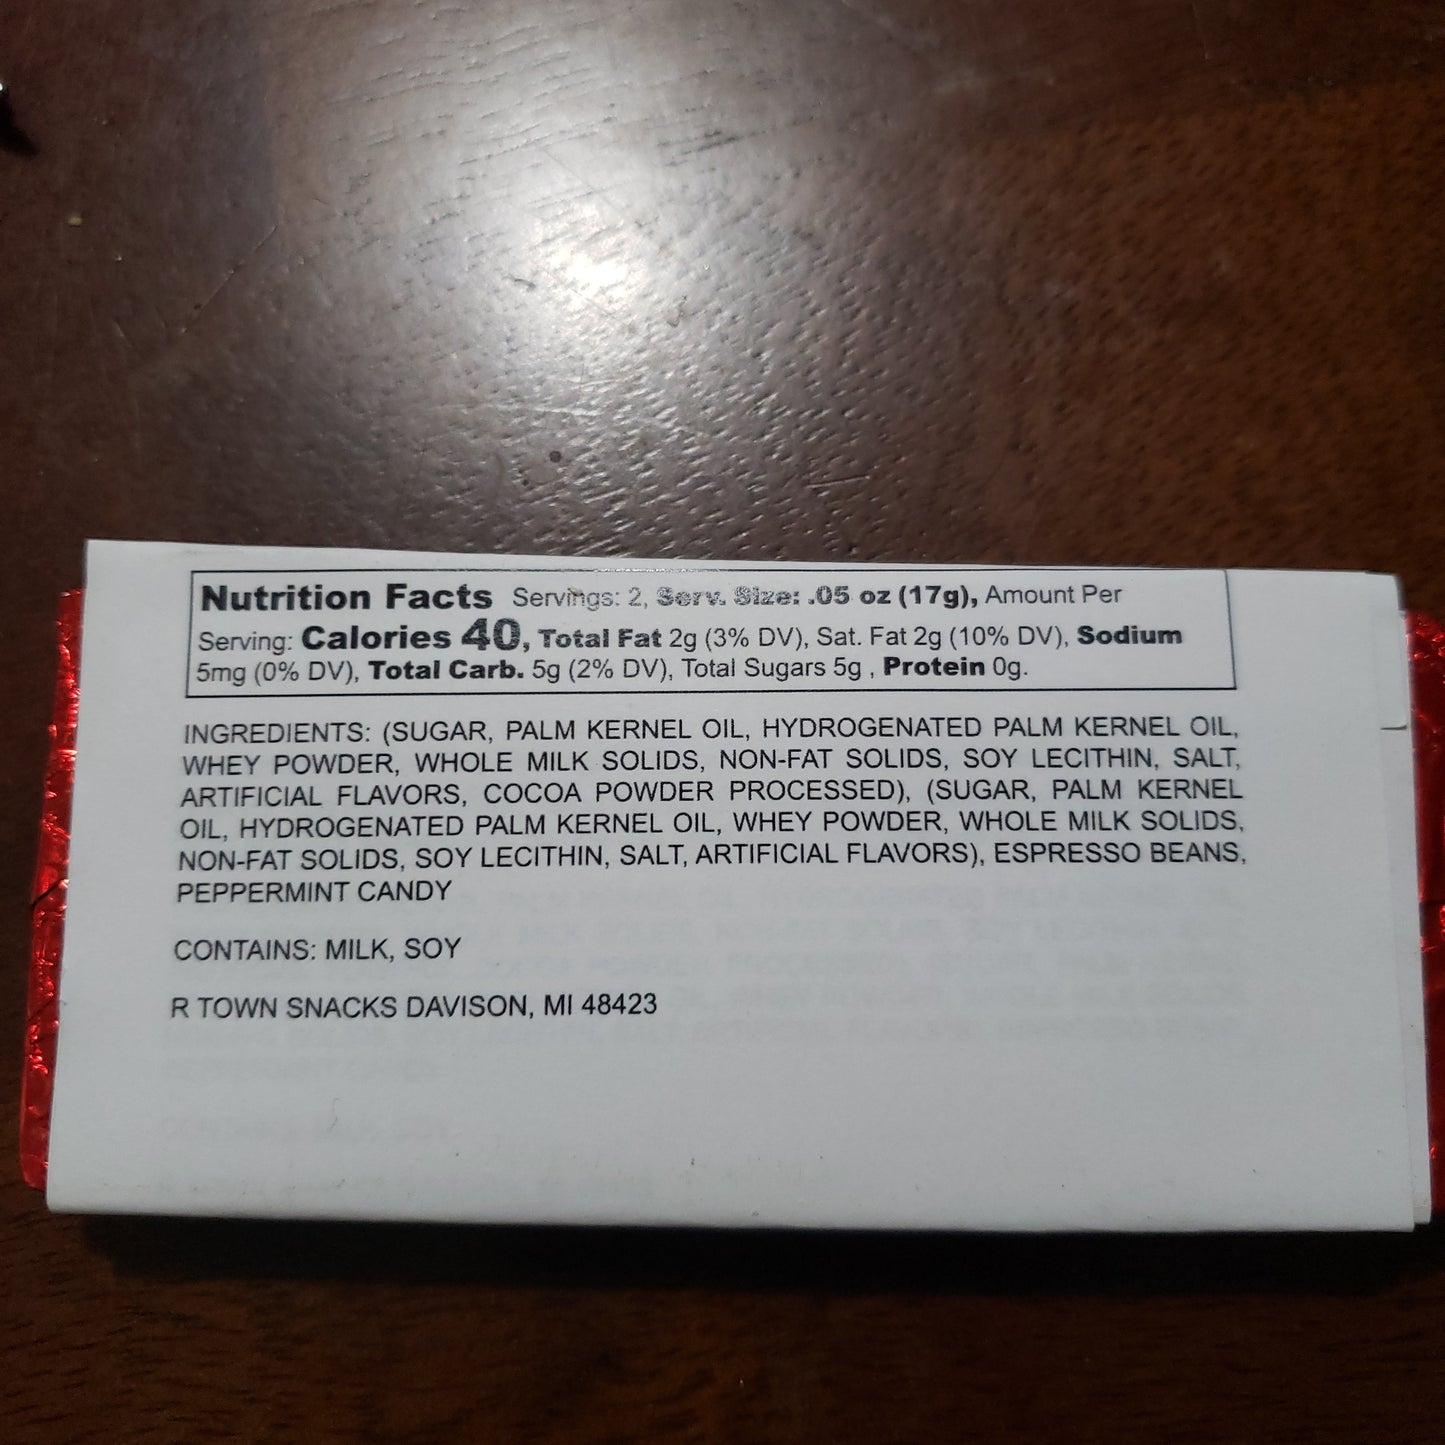 Nutrition Facts Servings: 2, Serv. Size: .05 oz (17g), Amount Per
Serving: Calories 40, Total Fat 2g (3% DV), Sat. Fat 2g (10% DV), Sodium
5mg (0% DV), Total Carb. 5g (2% DV), Total Sugars 5g , Protein 0g.
INGREDIENTS: (SUGAR, PALM KERNEL OIL, HYDROGENATED PALM KERNEL OIL,
WHEY POWDER, WHOLE MILK SOLIDS, NON-FAT SOLIDS, SOY LECITHIN, SALT,
ARTIFICIAL FLAVORS, COCOA POWDER PROCESSED), (SUGAR, PALM KERNEL
OIL, HYDROGENATED PALM KERNEL OIL, WHEY POWDER, WHOLE MILK SOLIDS,
NON-FAT SOLIDS, SOY LECITHIN, SALT, ARTIFICIAL FLAVORS), ESPRESSO BEANS,
PEPPERMINT CANDY
CONTAINS: MILK, SOY
R TOWN SNACKS DAVISON, MI 48423